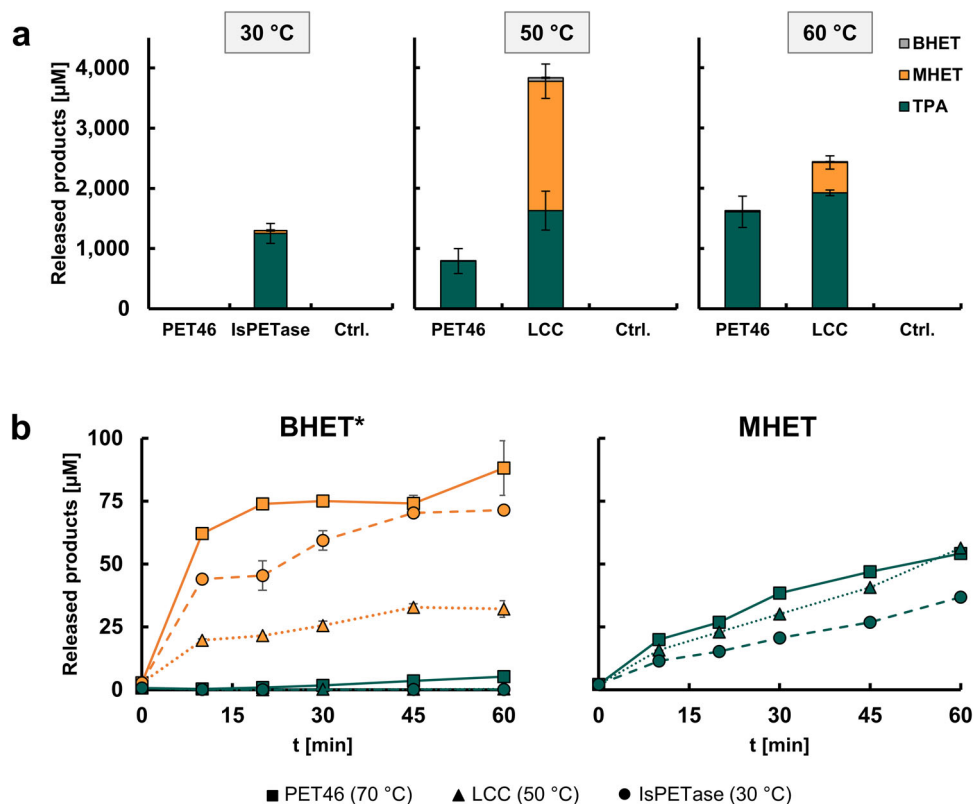 a
30 °C
50 °C
60 °C
BHET
MHET
TPA
Released products [µM]
4,000
3,000
2,000
1,000
0
PET46 IsPETase Ctrl.
PET46 LCC Ctrl.
PET46 LCC Ctrl.
b
BHET*
MHET
Released products [µM]
100
75
50
25
0
0 15 30 45 60
0 15 30 45 60
t [min]
t [min]
PET46 (70 °C) LCC (50 °C) IsPETase (30 °C)